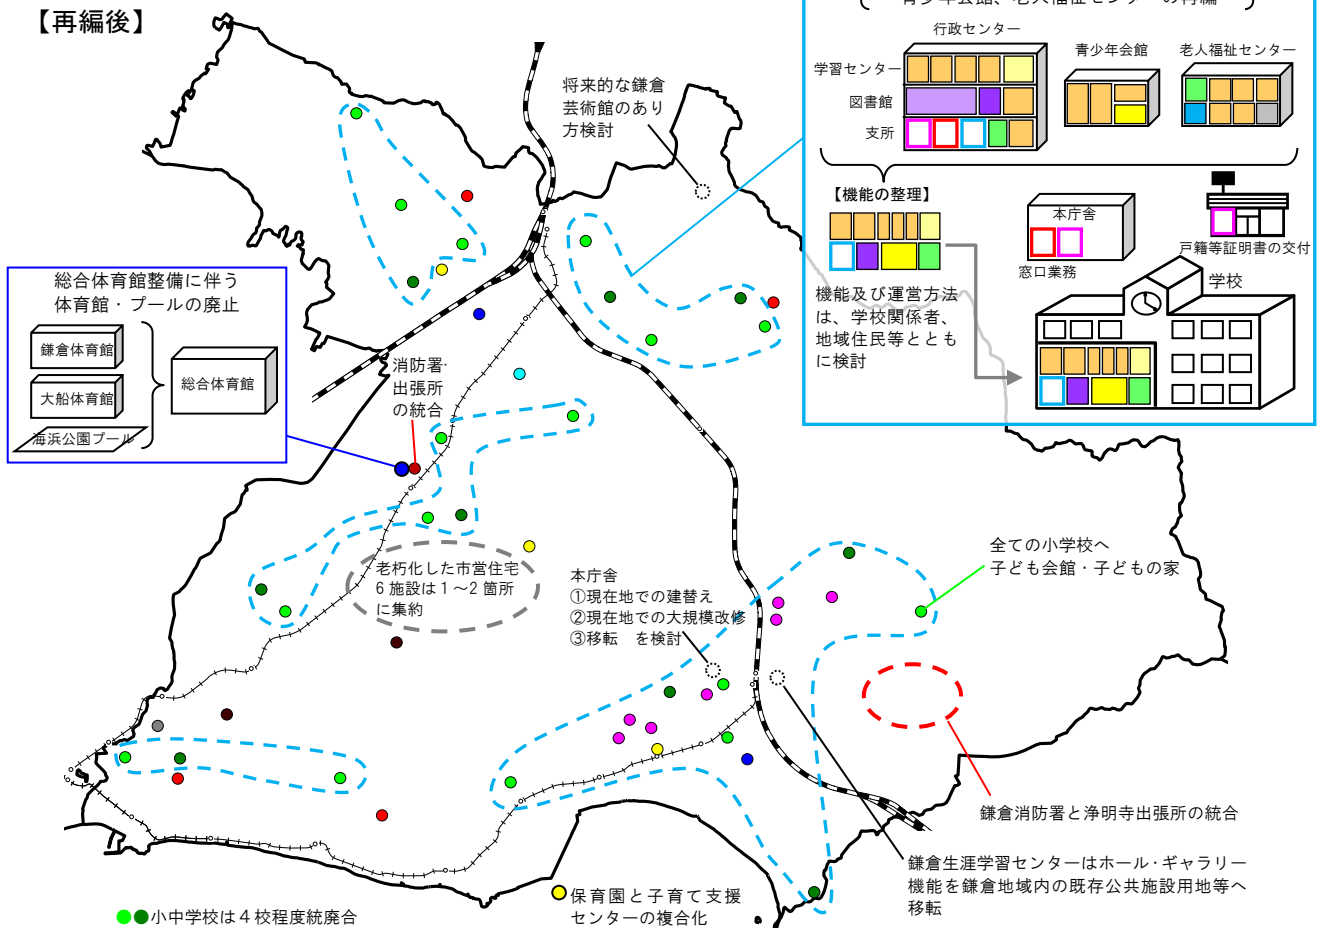 【再編後】
青少年会館、老人福祉センターの再編
行政センター
青少年会館
老人福祉センター
学習センター
図書館
支所
将来的な鎌倉
芸術館のあり
方検討
【機能の整理】
本庁舎
窓口業務
戸籍等証明書の交付
学校
機能及び運営方法
は、学校関係者、
地域住民等ととも
に検討
総合体育館整備に伴う
体育館・プールの廃止
鎌倉体育館
大船体育館
海浜公園プール
総合体育館
消防署・
出張所
の統合
老朽化した市営住宅
6施設は1～2箇所
に集約
本庁舎
①現在地での建替え
②現在地での大規模改修
③移転 を検討
全ての小学校へ
子ども会館・子どもの家
鎌倉消防署と浄明寺出張所の統合
鎌倉生涯学習センターはホール・ギャラリー
機能を鎌倉地域内の既存公共施設用地等へ
移転
保育園と子育て支援
センターの複合化
小中学校は4校程度統廃合